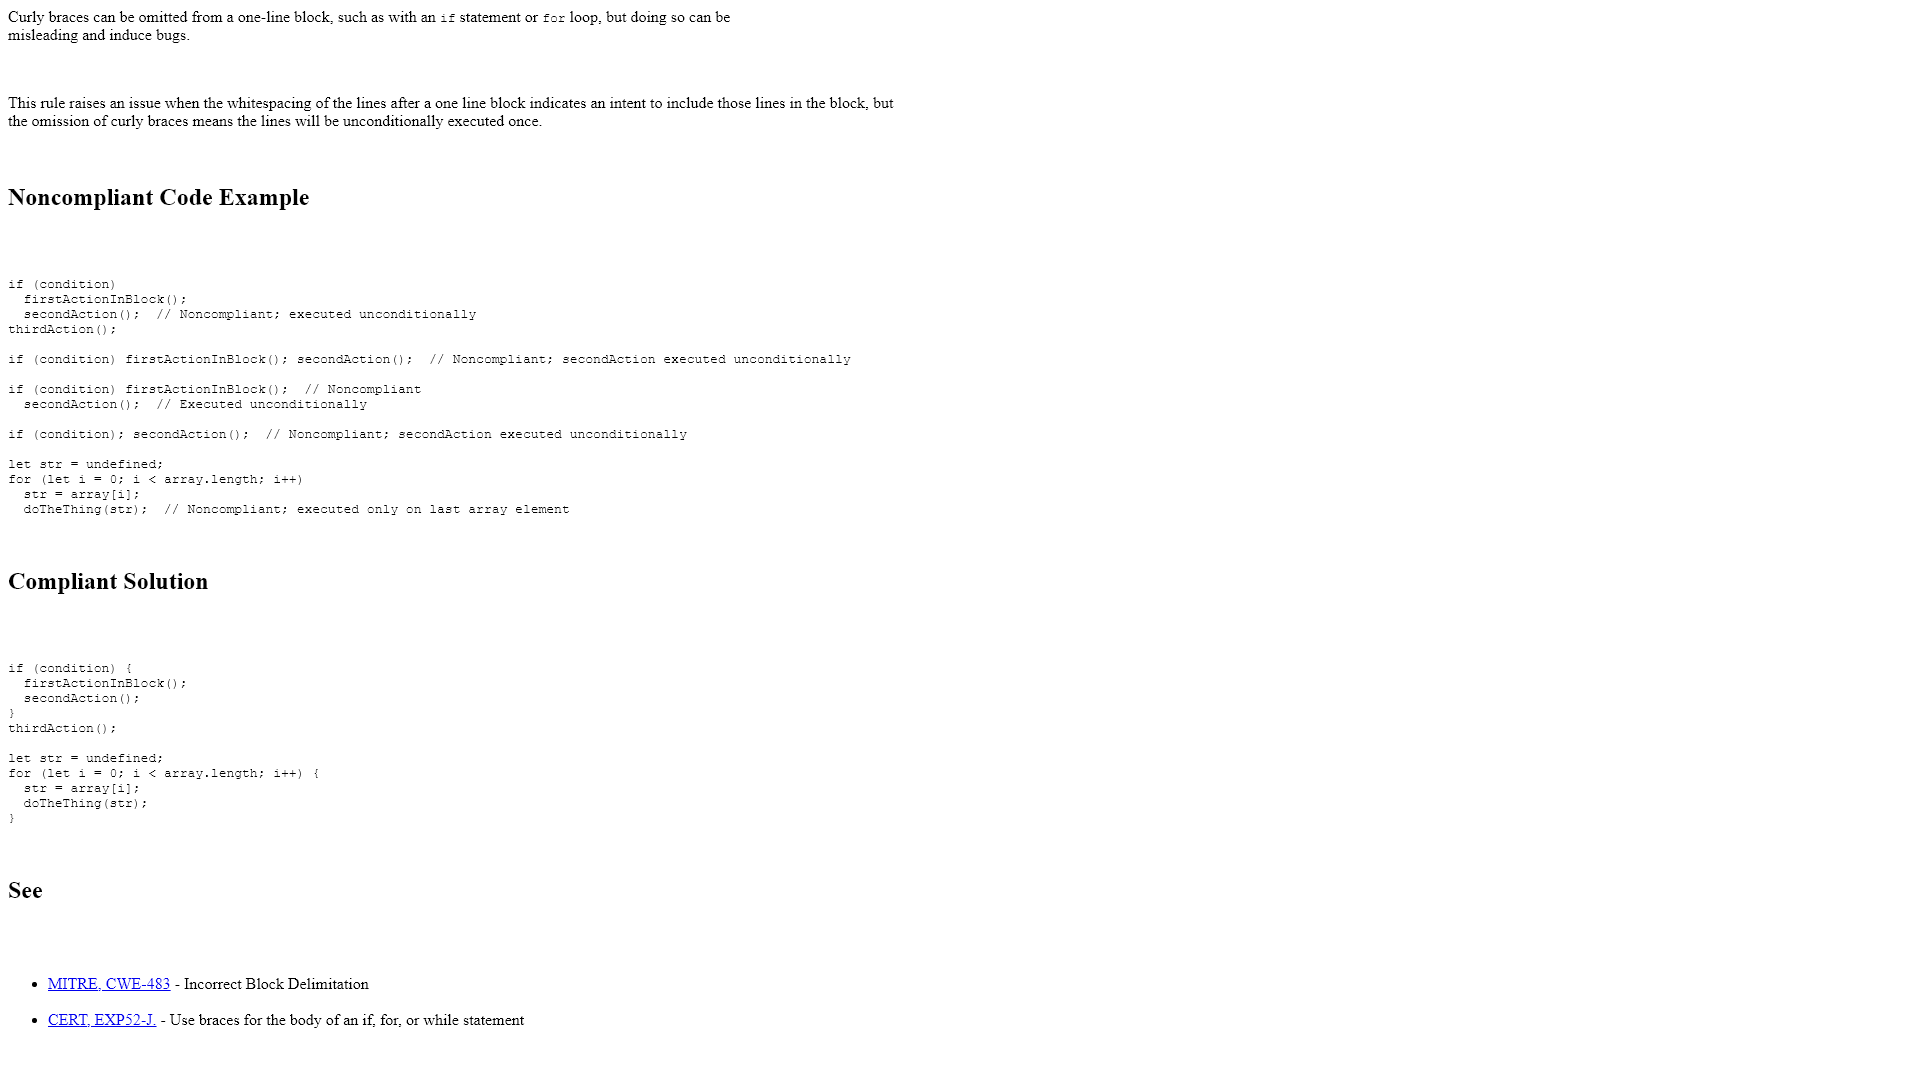 Curly braces can be omitted from a one-line block, such as with an if statement or for loop, but doing so can be
misleading and induce bugs.
This rule raises an issue when the whitespacing of the lines after a one line block indicates an intent to include those lines in the block, but
the omission of curly braces means the lines will be unconditionally executed once.
Noncompliant Code Example
if (condition)
  firstActionInBlock();
  secondAction();  // Noncompliant; executed unconditionally
thirdAction();
if (condition) firstActionInBlock(); secondAction();  // Noncompliant; secondAction executed unconditionally
if (condition) firstActionInBlock();  // Noncompliant
  secondAction();  // Executed unconditionally
if (condition); secondAction();  // Noncompliant; secondAction executed unconditionally
let str = undefined;
for (let i = 0; i < array.length; i++)
  str = array[i];
  doTheThing(str);  // Noncompliant; executed only on last array element
Compliant Solution
if (condition) {
  firstActionInBlock();
  secondAction();
}
thirdAction();
let str = undefined;
for (let i = 0; i < array.length; i++) {
  str = array[i];
  doTheThing(str);
}
See
• MITRE, CWE-483 - Incorrect Block Delimitation
• CERT, EXP52-J. - Use braces for the body of an if, for, or while statement